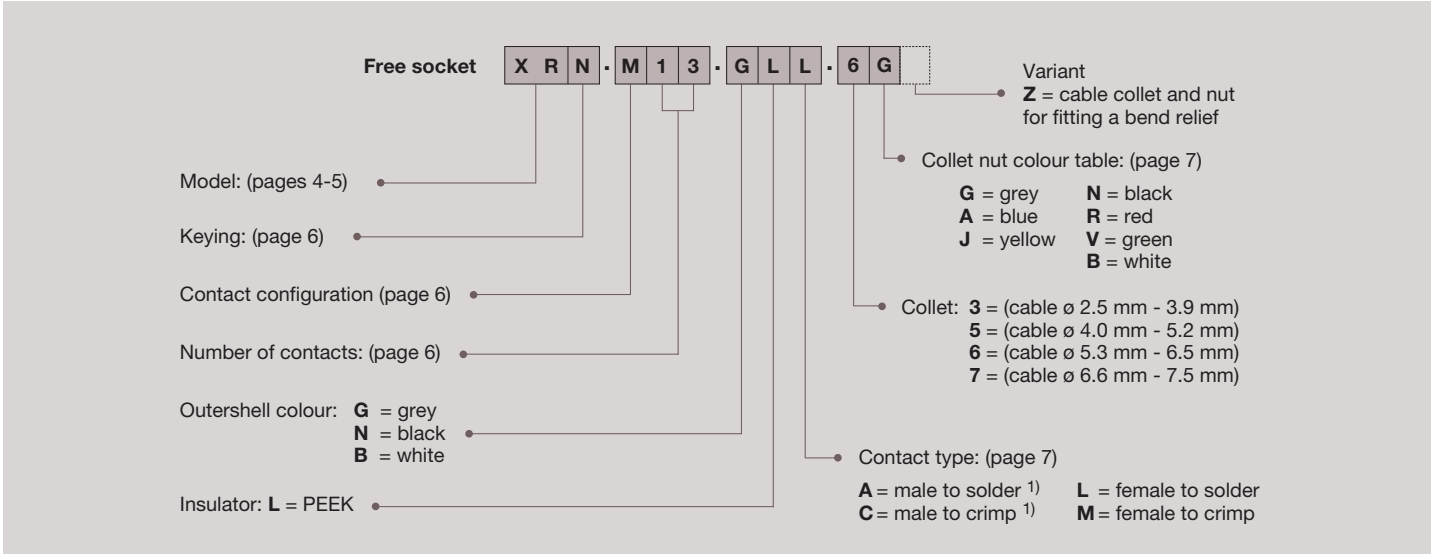 Free socket X R N . M 1 3 . G L L . 6 G
Variant
Z = cable collet and nut
for fitting a bend relief
Collet nut colour table: (page 7)
G = grey N = black
A = blue R = red
J = yellow V = green
B = white
Model: (pages 4-5)
Keying: (page 6)
Contact configuration (page 6)
Collet: 3 = (cable ø 2.5 mm - 3.9 mm)
5 = (cable ø 4.0 mm - 5.2 mm)
6 = (cable ø 5.3 mm - 6.5 mm)
7 = (cable ø 6.6 mm - 7.5 mm)
Number of contacts: (page 6)
Outershell colour: G = grey
N = black
B = white
Contact type: (page 7)
A = male to solder 1) L = female to solder
C = male to crimp 1) M = female to crimp
Insulator: L = PEEK